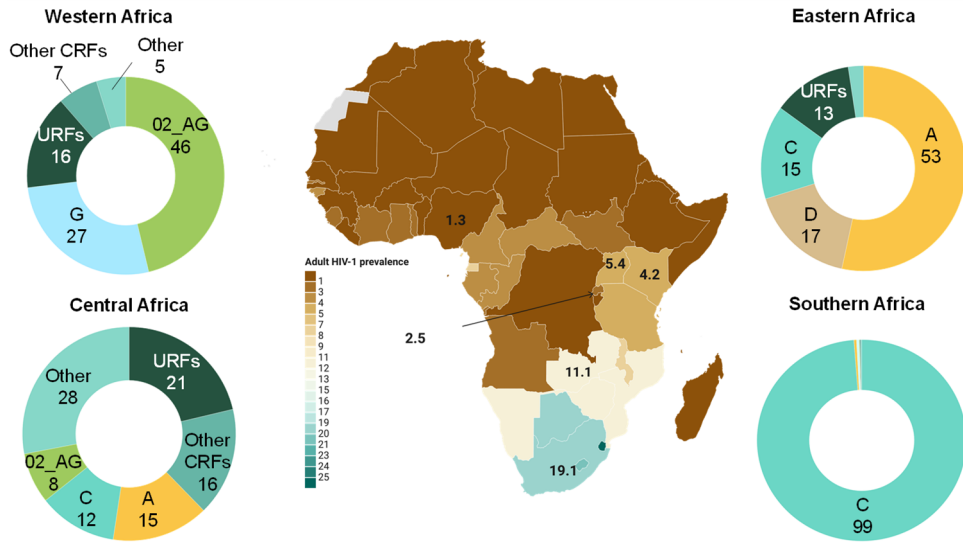 Western Africa
Other CRFs
7
Other
5
URFs
16
02_AG
46
G
27
Central Africa
Other
28
URFs
21
02_AG
8
Other
CRFs
16
C
12
A
15
Adult HIV-1 prevalence
1
3
4
5
7
8
9
11
12
13
15
16
17
19
20
21
23
24
25
1.3
5.4
4.2
2.5
11.1
19.1
Eastern Africa
URFs
13
A
53
C
15
D
17
Southern Africa
C
99